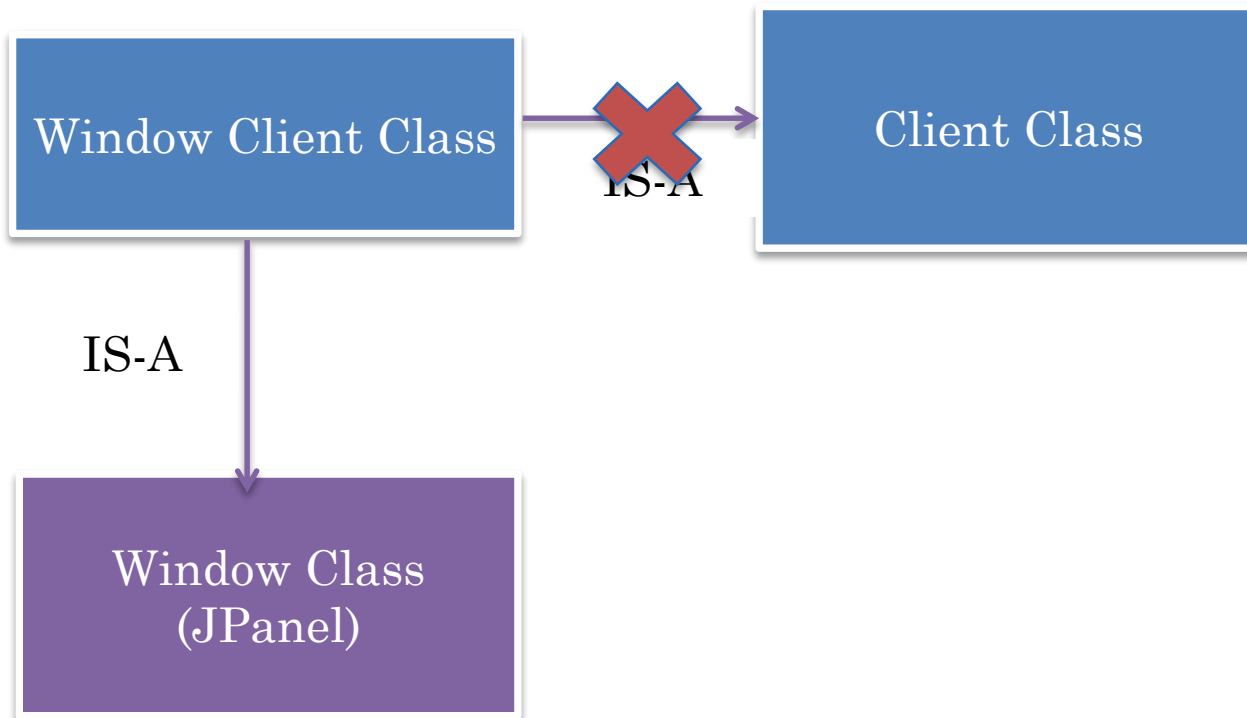 Window Client Class
Client Class
IS-A
IS-A
Window Class
(JPanel)